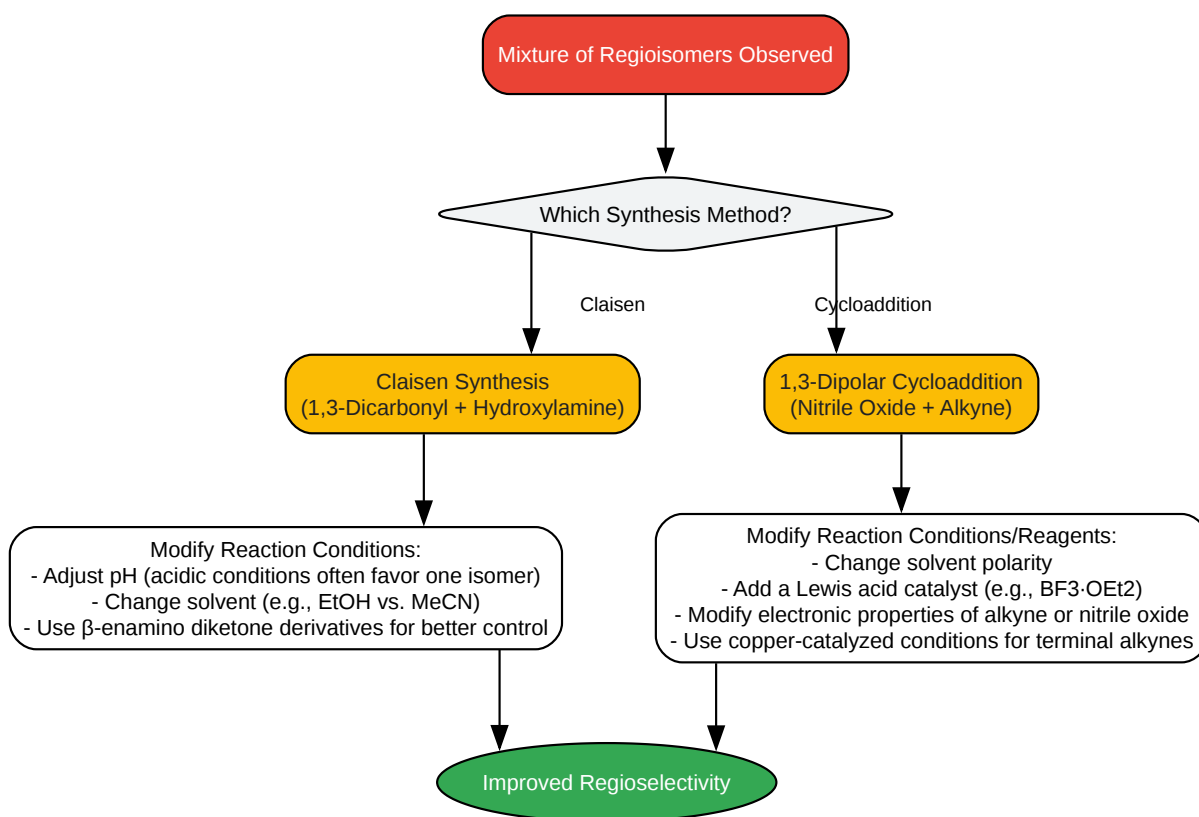 Mixture of Regioisomers Observed
Which Synthesis Method?
Claisen
Cycloaddition
Claisen Synthesis
(1,3-Dicarbonyl + Hydroxylamine)
1,3-Dipolar Cycloaddition
(Nitrile Oxide + Alkyne)
Modify Reaction Conditions:
- Adjust pH (acidic conditions often favor one isomer)
- Change solvent (e.g., EtOH vs. MeCN)
- Use β-enamino diketone derivatives for better control
Modify Reaction Conditions/Reagents:
- Change solvent polarity
- Add a Lewis acid catalyst (e.g., BF3·OEt2)
- Modify electronic properties of alkyne or nitrile oxide
- Use copper-catalyzed conditions for terminal alkynes
Improved Regioselectivity